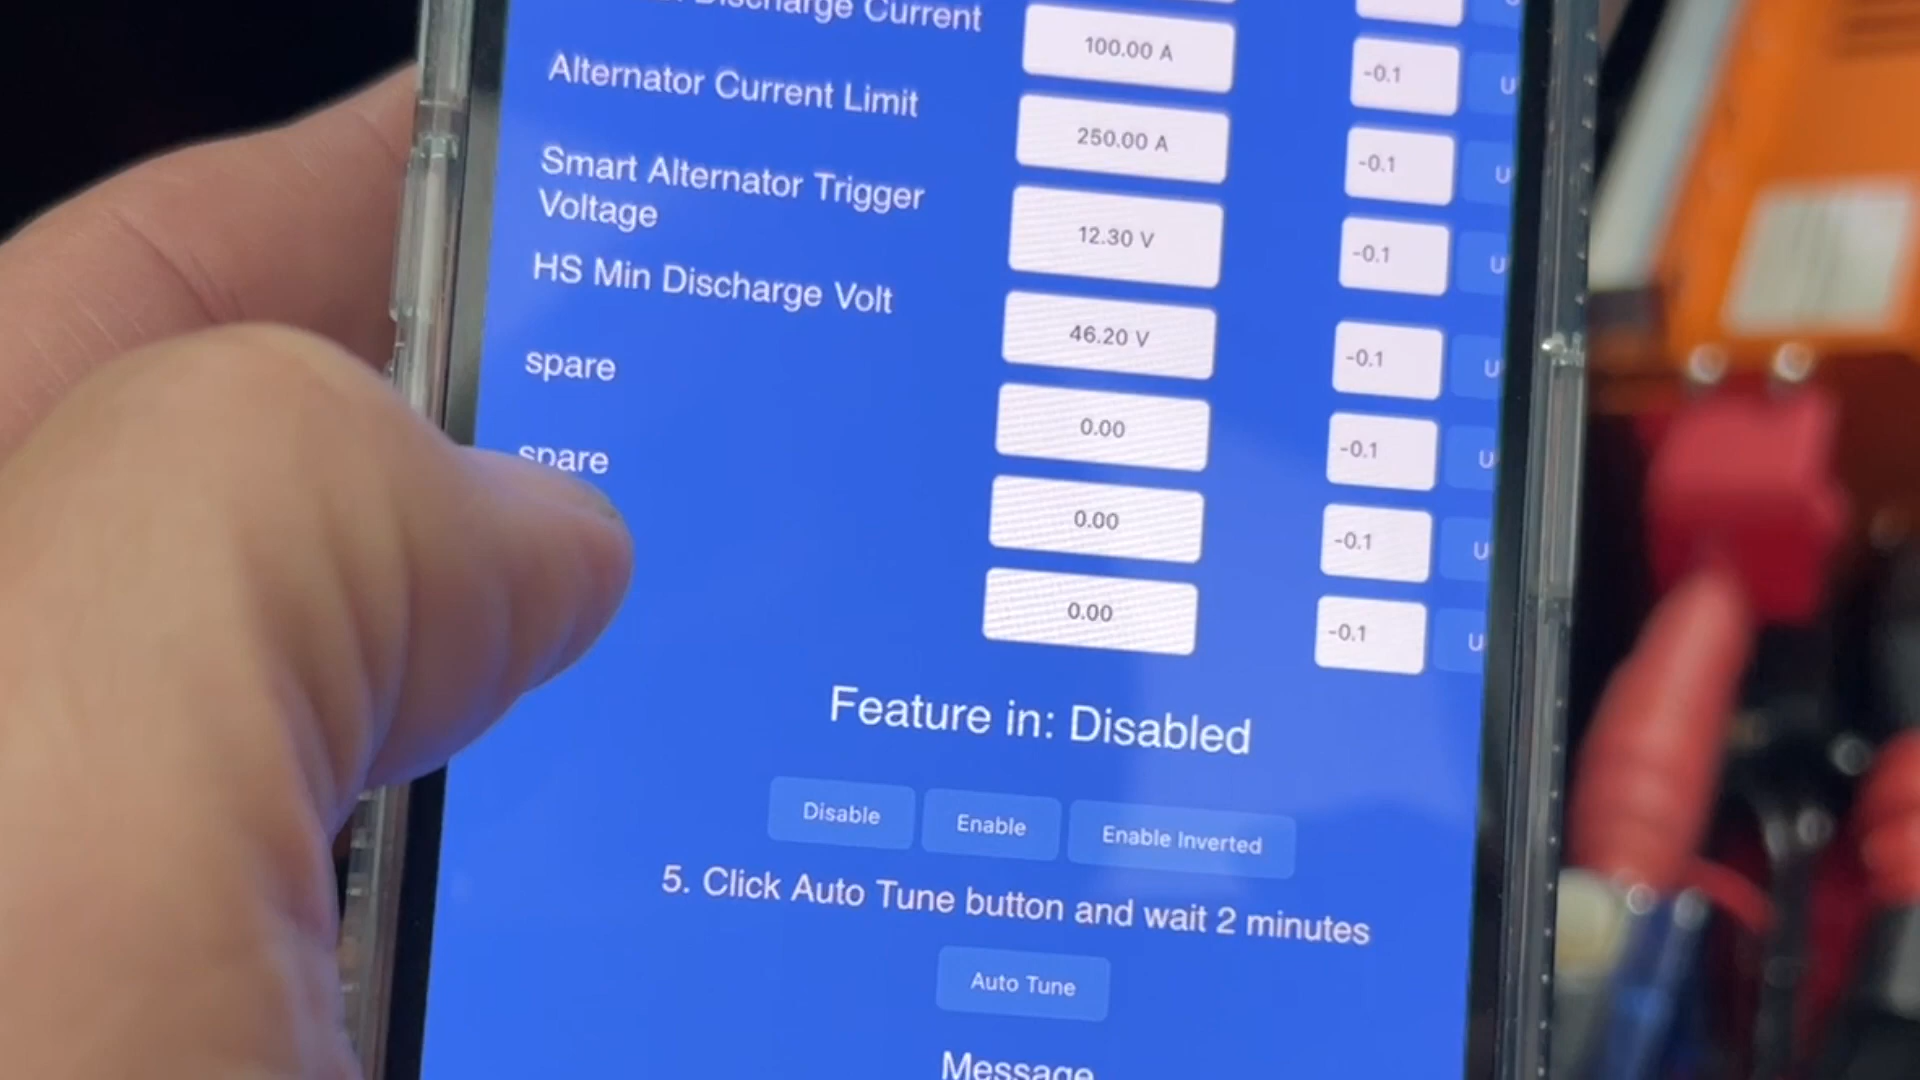 Discharge Current
100.00 A
-0.1
Alternator Current Limit
250.00 A
-0.1
Smart Alternator Trigger
Voltage
12.30 V
-0.1
HS Min Discharge Volt
46.20 V
-0.1
spare
0.00
-0.1
spare
0.00
-0.1
0.00
-0.1
Feature in: Disabled
Disable
Enable
Enable Inverted
5. Click Auto Tune button and wait 2 minutes
Auto Tune
Message